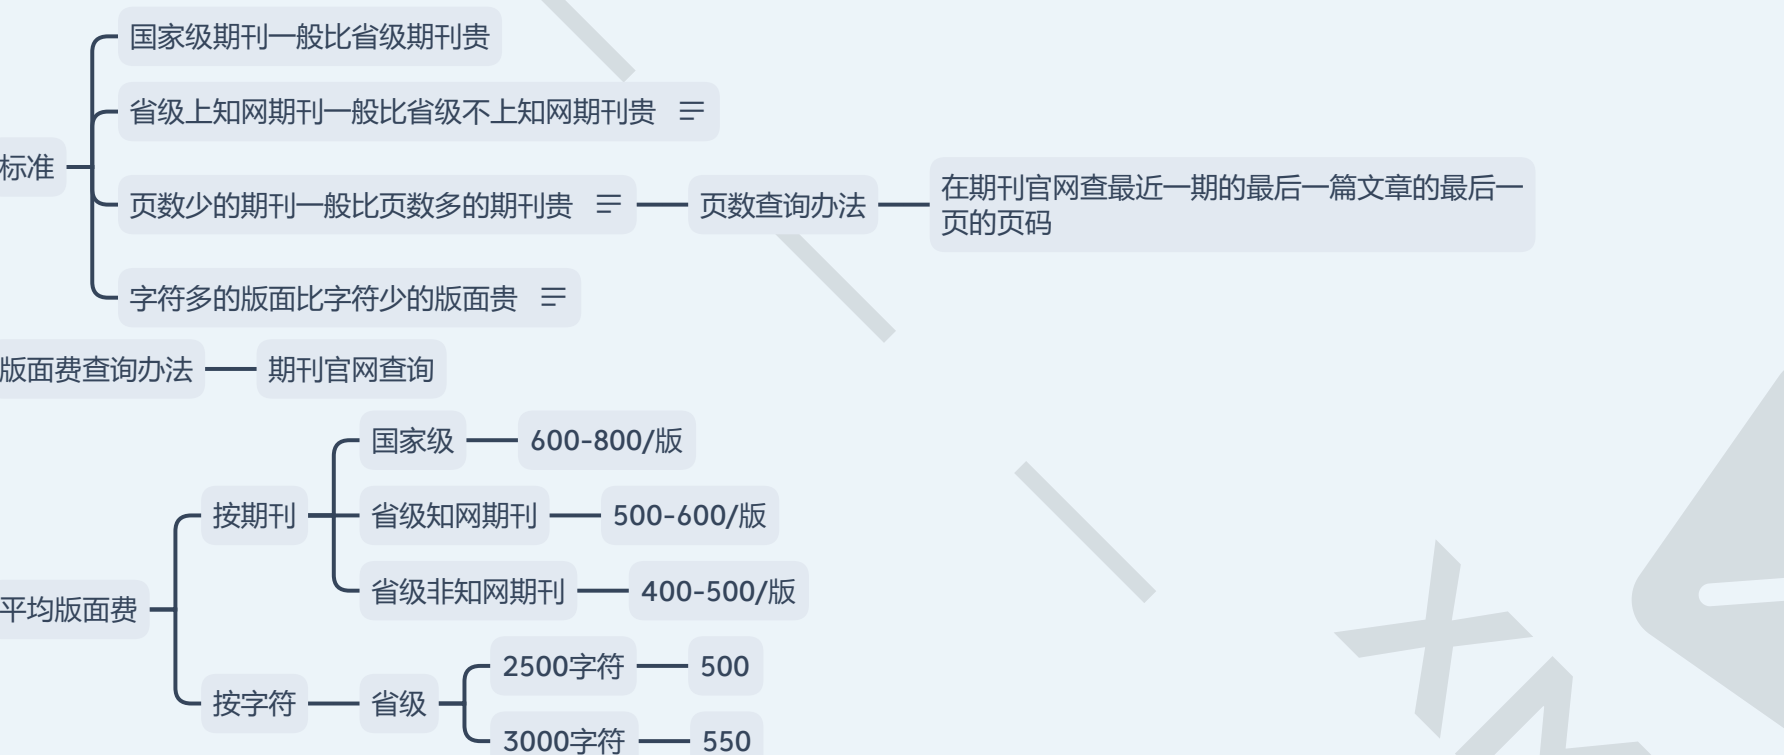 国家级期刊一般比省级期刊贵
省级上知网期刊一般比省级不上知网期刊贵
标准
页数少的期刊一般比页数多的期刊贵
页数查询办法
在期刊官网查最近一期的最后一篇文章的最后一
页的页码
字符多的版面比字符少的版面贵
版面费查询办法
期刊官网查询
国家级
600-800/版
按期刊
省级知网期刊
500-600/版
省级非知网期刊
400-500/版
平均版面费
2500字符
500
按字符
省级
3000字符
550